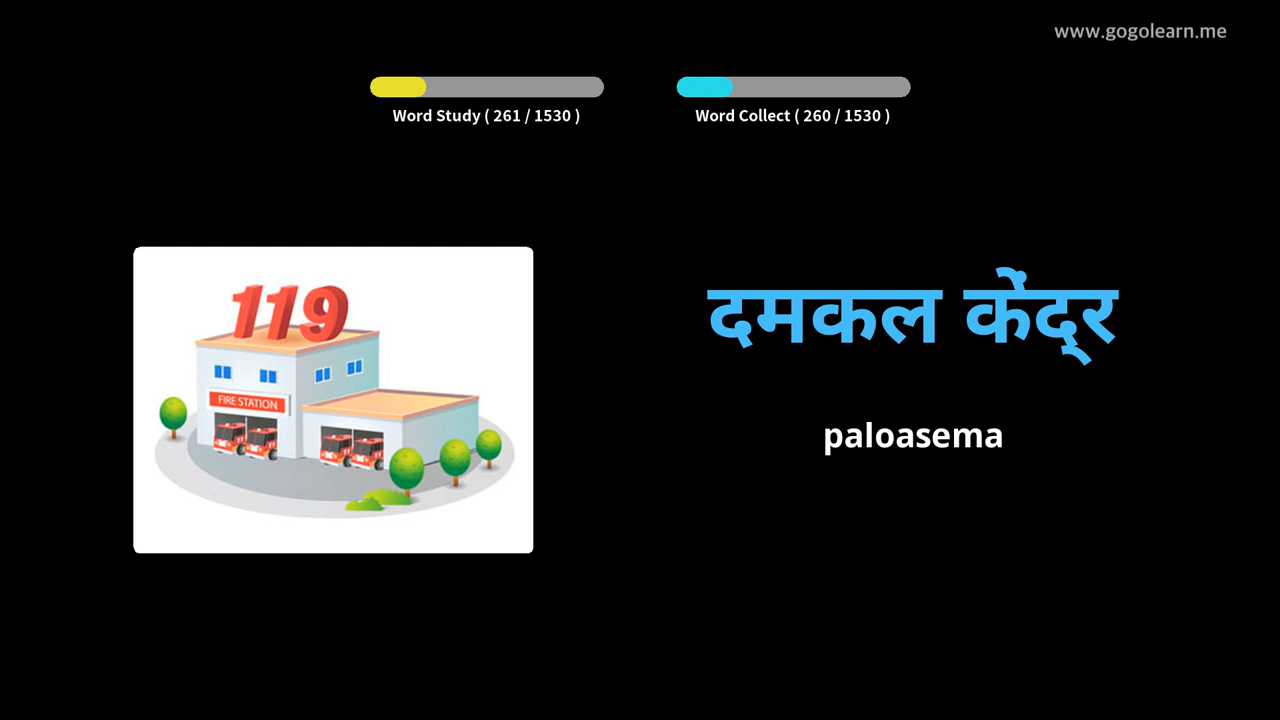 www.gogolearn.me
Word Study ( 261 / 1530 )
Word Collect ( 260 / 1530 )
119
FIRE STATION
दमकल केंद्र
paloasema